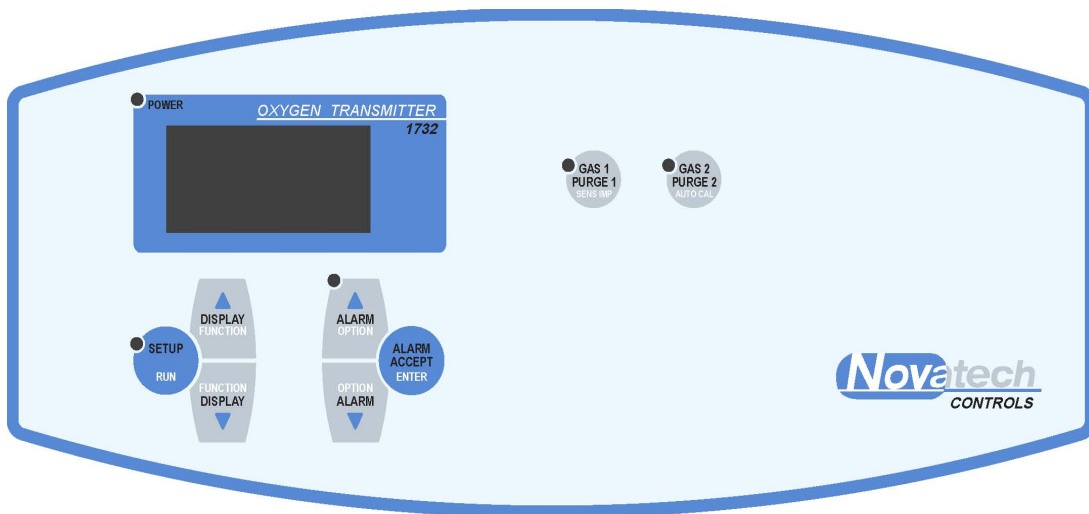 POWER
OXYGEN TRANSMITTER
1732
GAS 1
PURGE 1
SENS IMP
GAS 2
PURGE 2
AUTO CAL
SETUP
RUN
DISPLAY
FUNCTION
FUNCTION
DISPLAY
ALARM
OPTION
OPTION
ALARM
ALARM
ACCEPT
ENTER
Novatech
CONTROLS